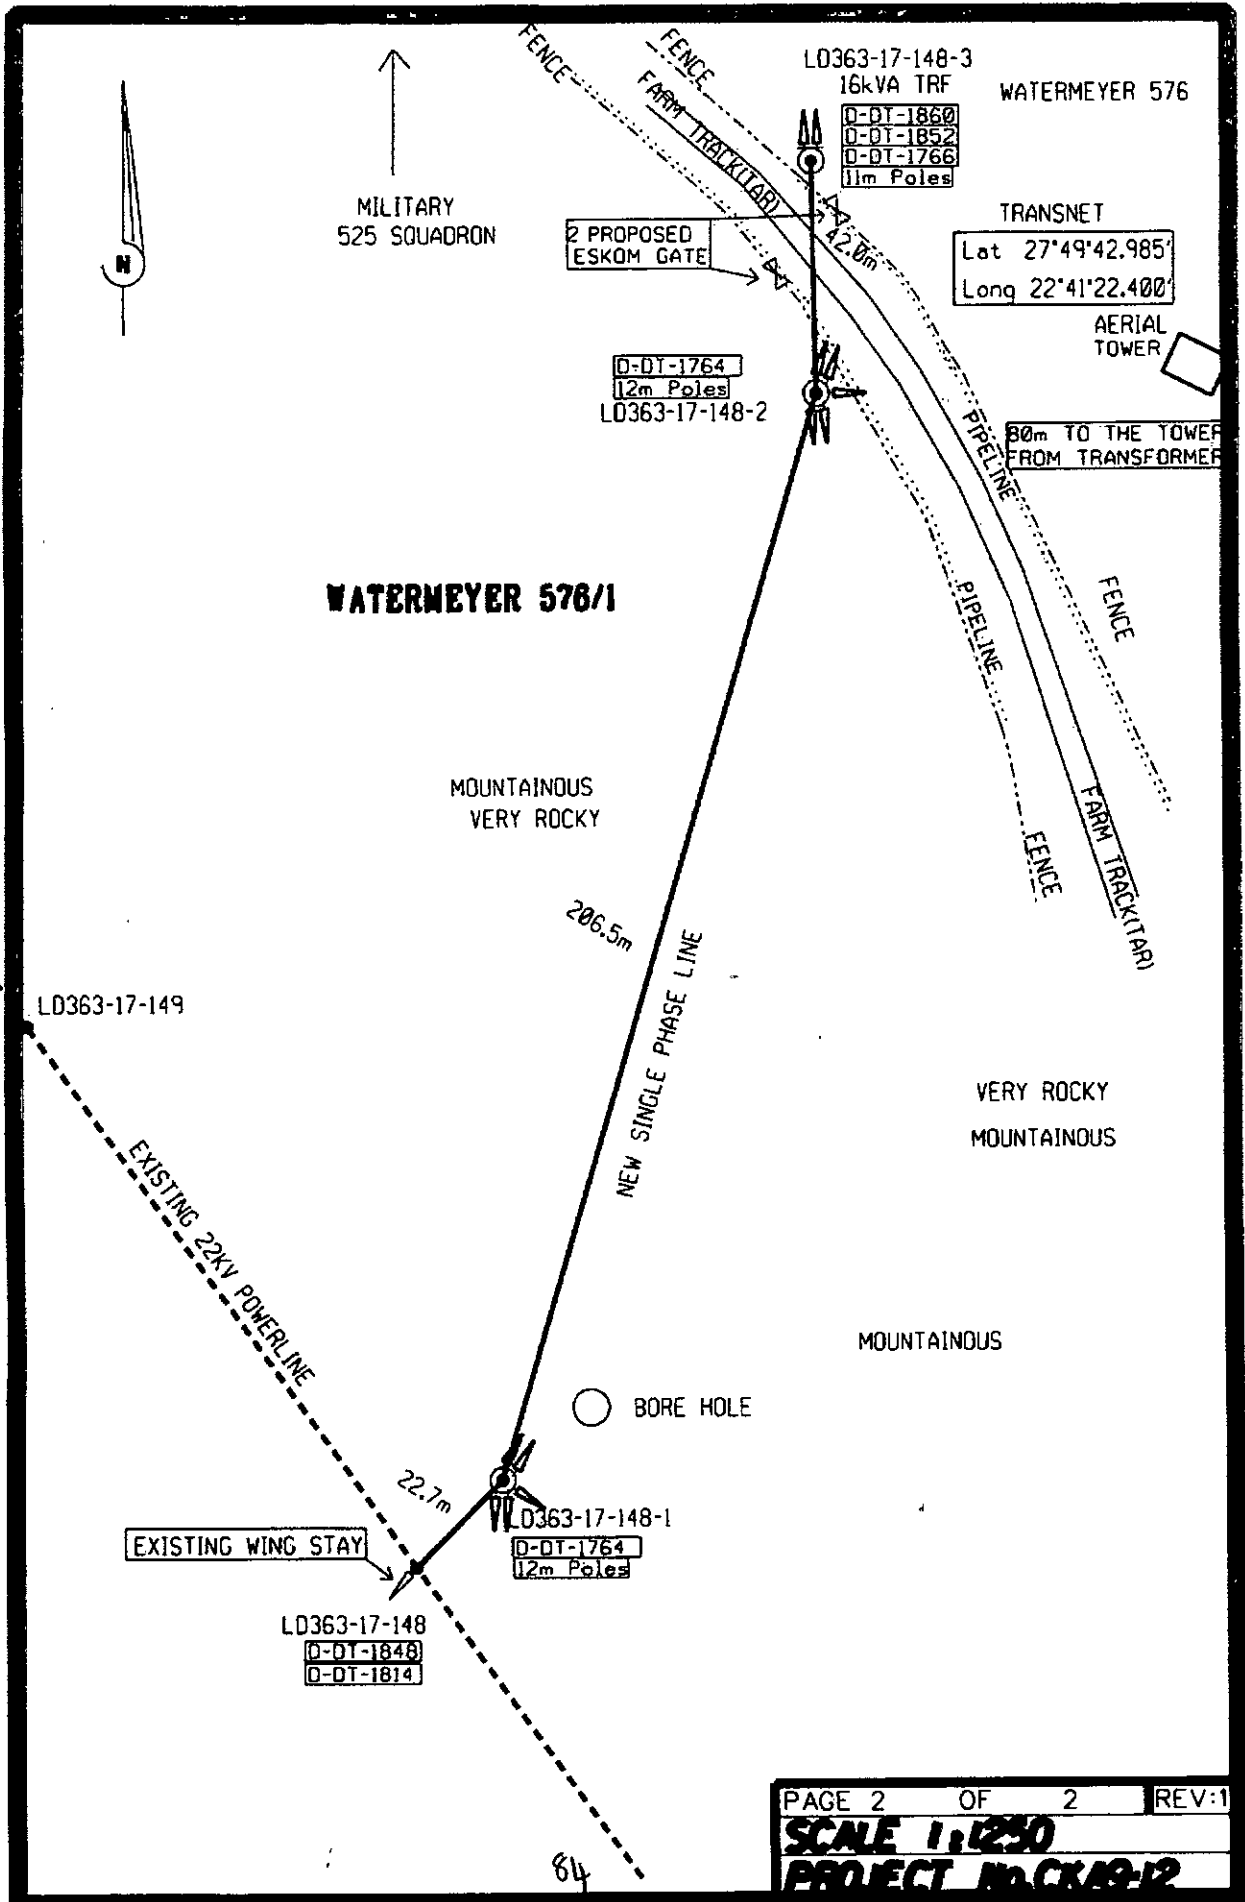 FENCE
FENCE
LD363-17-148-3
16kVA TRF
WATERMEYER 576
D-DT-1860
D-DT-1852
D-DT-1766
11m Poles
FARM TRACK(TAR)
MILITARY
525 SQUADRON
N
2 PROPOSED
ESKOM GATE
42.0m
TRANSNET
Lat 27°49'42.985'
Long 22°41'22.400'
AERIAL
TOWER
D-DT-1764
12m Poles
LD363-17-148-2
80m TO THE TOWER
FROM TRANSFORMER
PIPELINE
WATERMEYER 576/1
PIPELINE
FENCE
MOUNTAINOUS
VERY ROCKY
FENCE
FARM TRACK(TAR)
206.5m
NEW SINGLE PHASE LINE
LD363-17-149
VERY ROCKY
MOUNTAINOUS
EXISTING 22KV POWERLINE
MOUNTAINOUS
BORE HOLE
22.7m
LD363-17-148-1
D-DT-1764
12m Poles
EXISTING WING STAY
LD363-17-148
D-DT-1848
D-DT-1814
PAGE 2 OF 2 REV:1
SCALE 1:1250
PROJECT No.CKA9-12
84